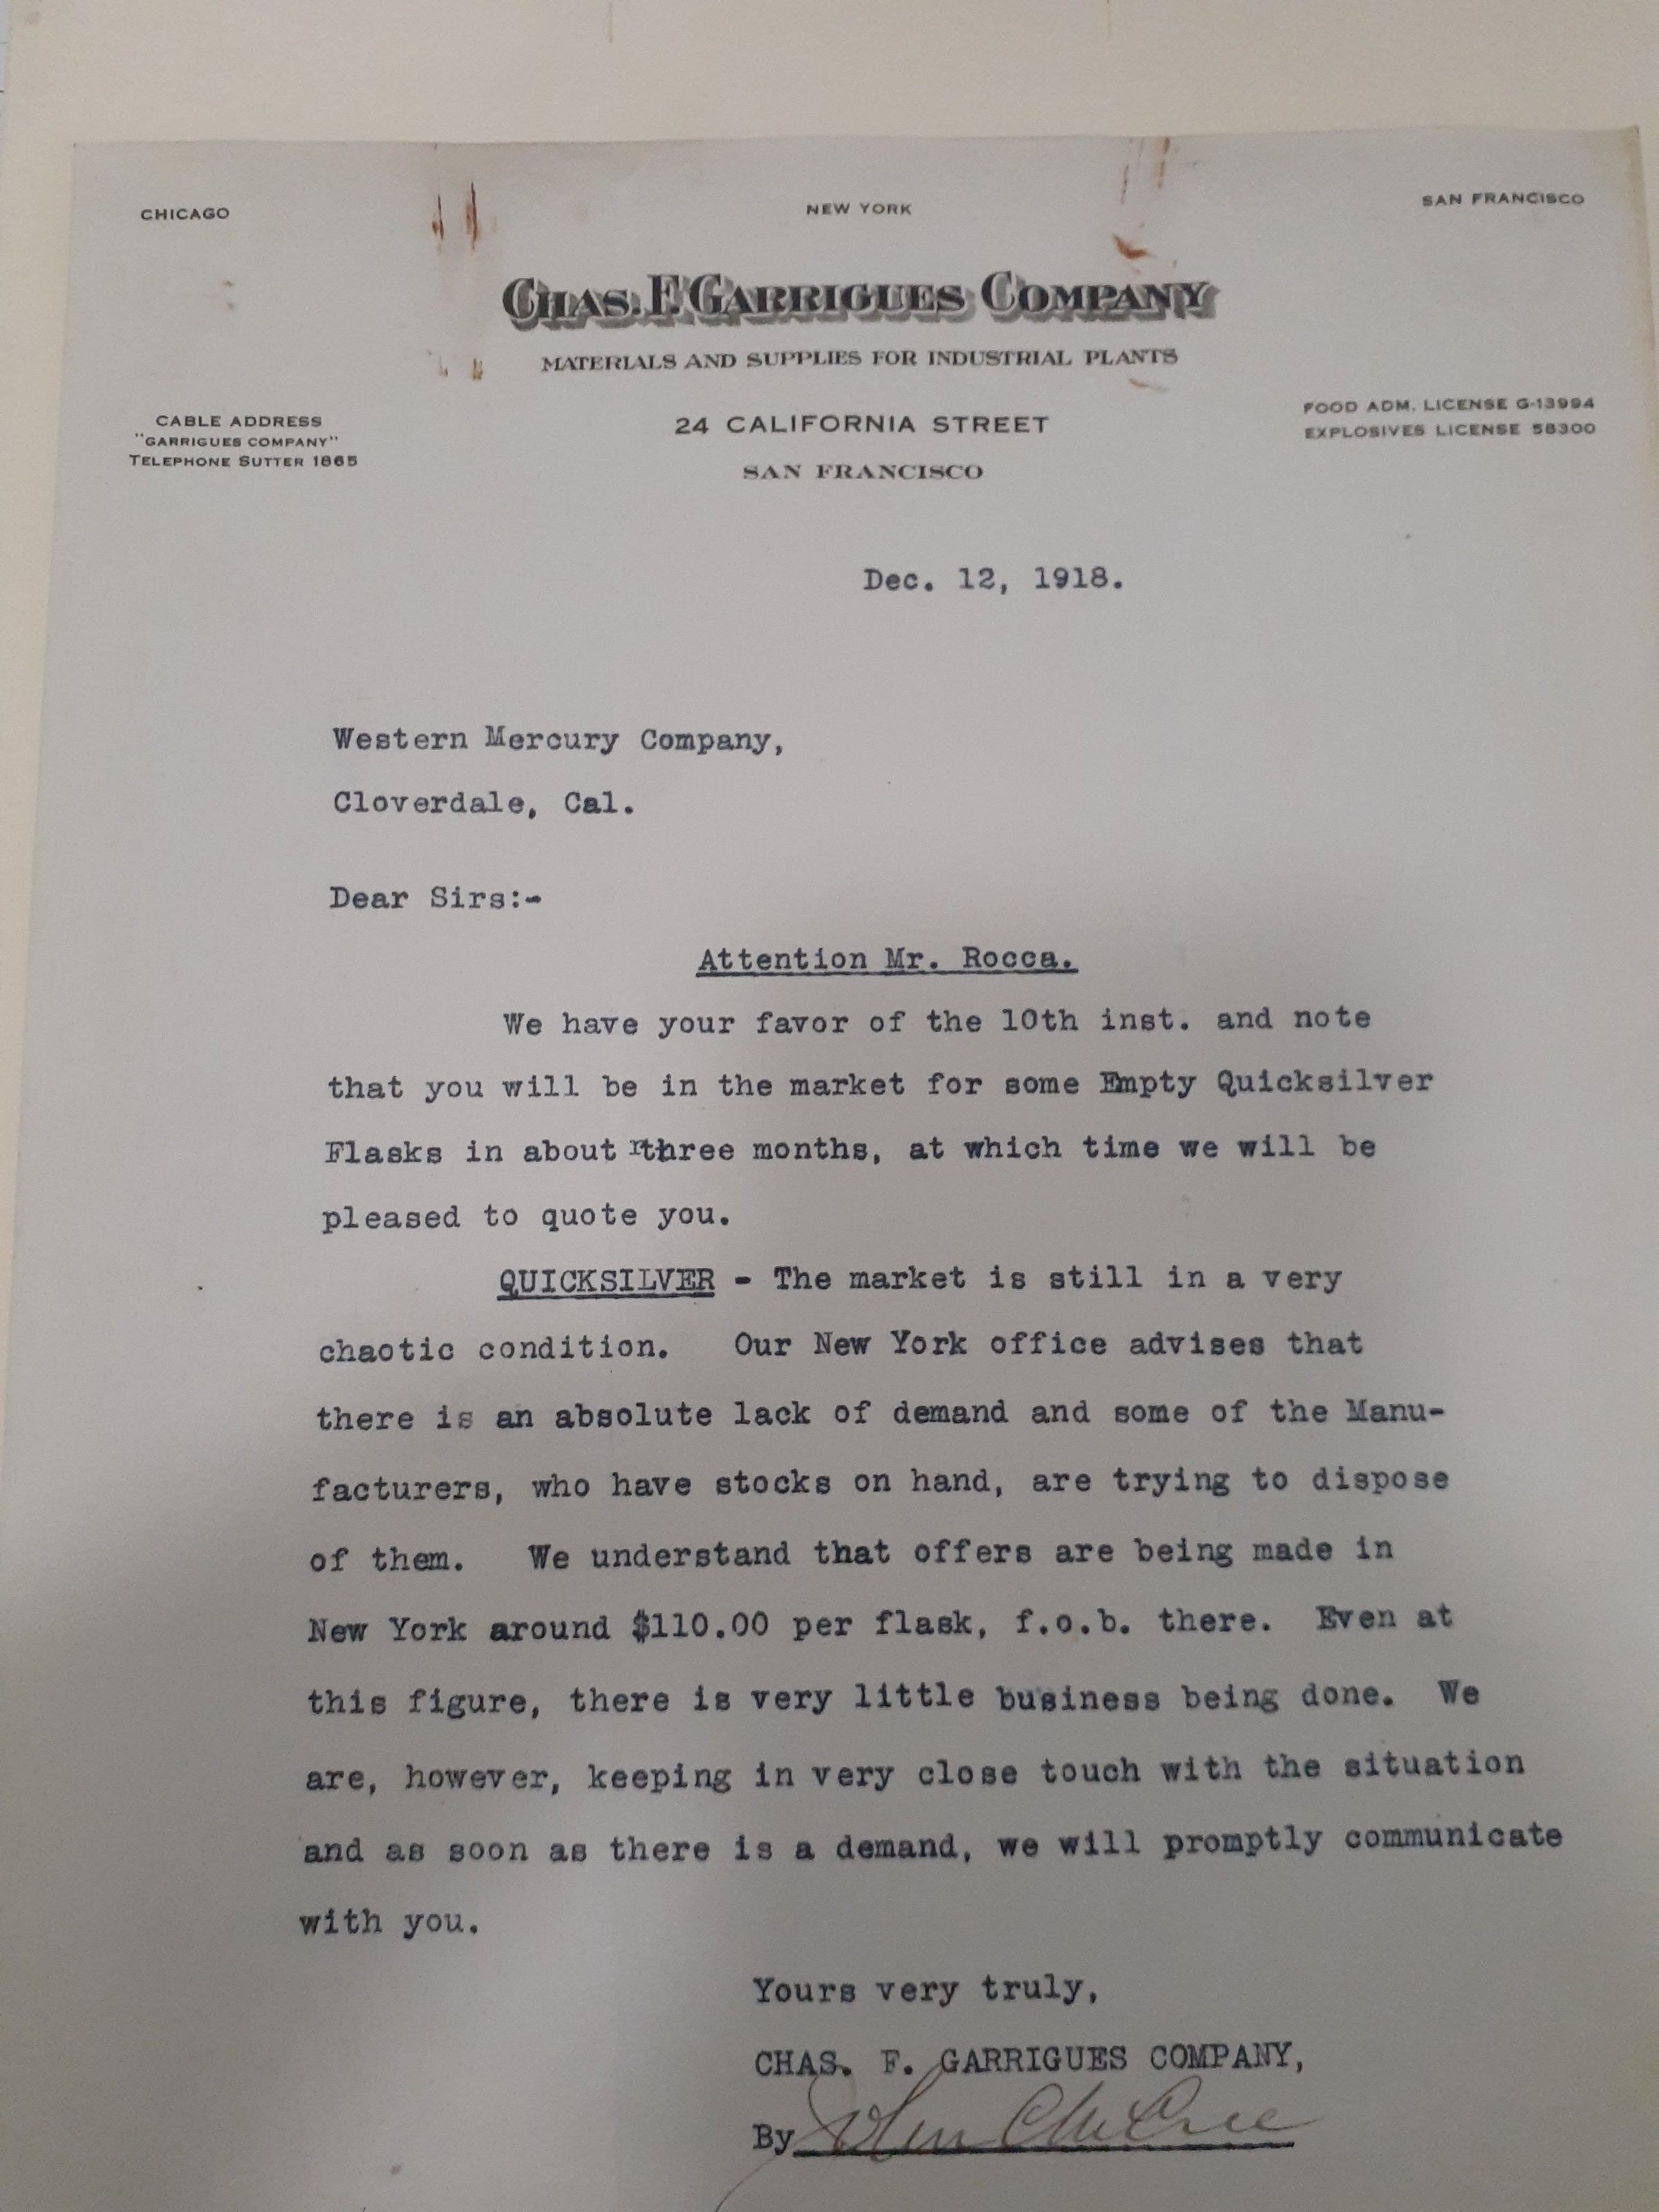 CHICAGO
NEW YORK
SAN FRANCISCO
CHAS. F. GARRIGUES COMPANY
MATERIALS AND SUPPLIES FOR INDUSTRIAL PLANTS
CABLE ADDRESS
"GARRIGUES COMPANY"
TELEPHONE SUTTER 1865
24 CALIFORNIA STREET
SAN FRANCISCO
FOOD ADM. LICENSE G-13994
EXPLOSIVES LICENSE 58300
Dec. 12, 1918.
Western Mercury Company,
Cloverdale, Cal.
Dear Sirs:-
Attention Mr. Rocca.
We have your favor of the 10th inst. and note
that you will be in the market for some Empty Quicksilver
Flasks in about three months, at which time we will be
pleased to quote you.
QUICKSILVER - The market is still in a very
chaotic condition. Our New York office advises that
there is an absolute lack of demand and some of the Manu-
facturers, who have stocks on hand, are trying to dispose
of them. We understand that offers are being made in
New York around $110.00 per flask, f.o.b. there. Even at
this figure, there is very little business being done. We
are, however, keeping in very close touch with the situation
and as soon as there is a demand, we will promptly communicate
with you.
Yours very truly,
CHAS. F. GARRIGUES COMPANY,
By